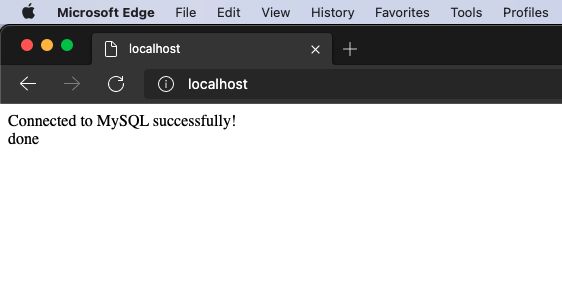 Microsoft Edge File Edit View History Favorites Tools Profiles
localhost
localhost
Connected to MySQL successfully!
done